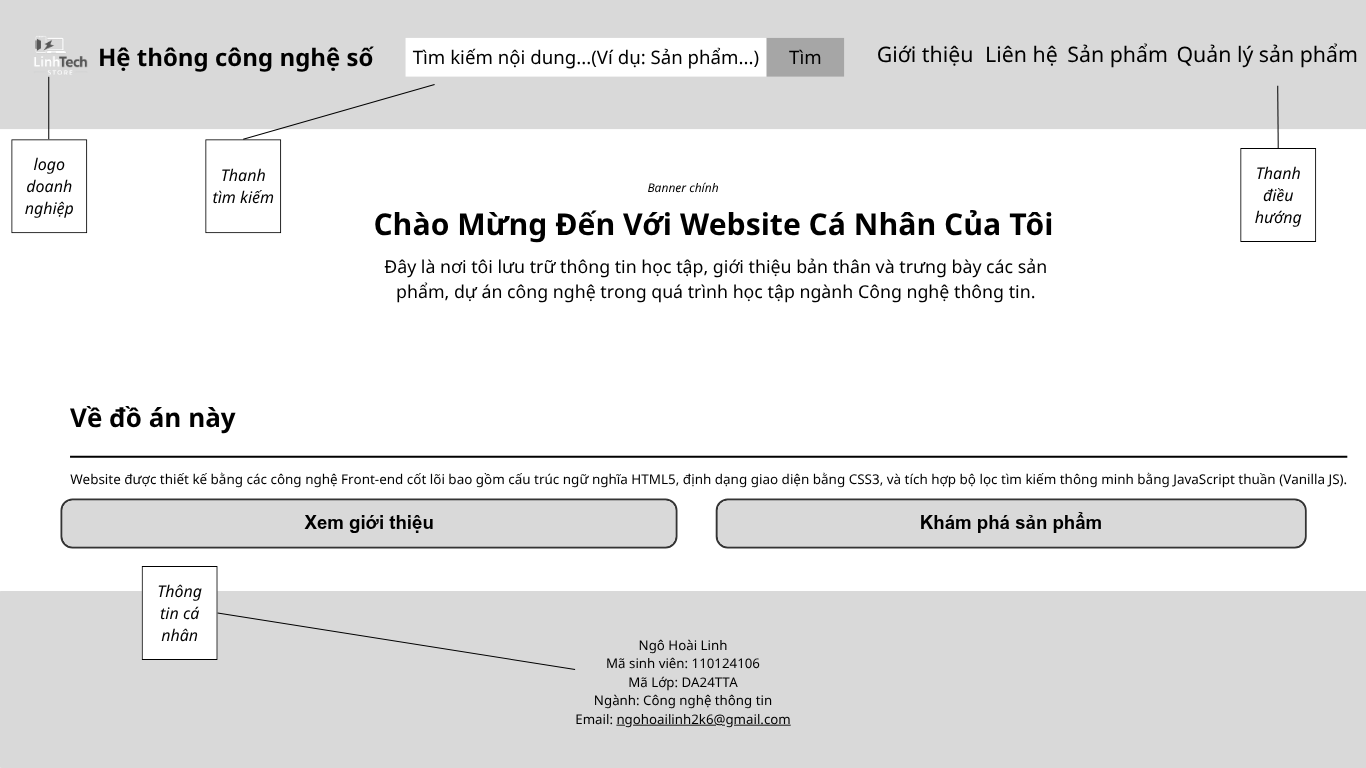 LinhTech
STORE
Hệ thông công nghệ số
Tìm kiếm nội dung...(Ví dụ: Sản phẩm...)
Tìm
Giới thiệu Liên hệ Sản phẩm Quản lý sản phẩm
logo
doanh
nghiệp
Thanh
tìm kiếm
Thanh
điều
hướng
Banner chính
Chào Mừng Đến Với Website Cá Nhân Của Tôi
Đây là nơi tôi lưu trữ thông tin học tập, giới thiệu bản thân và trưng bày các sản
phẩm, dự án công nghệ trong quá trình học tập ngành Công nghệ thông tin.
Về đồ án này
Website được thiết kế bằng các công nghệ Front-end cốt lõi bao gồm cấu trúc ngữ nghĩa HTML5, định dạng giao diện bằng CSS3, và tích hợp bộ lọc tìm kiếm thông minh bằng JavaScript thuần (Vanilla JS).
Xem giới thiệu
Khám phá sản phẩm
Thông
tin cá
nhân
Ngô Hoài Linh
Mã sinh viên: 110124106
Mã Lớp: DA24TTA
Ngành: Công nghệ thông tin
Email: ngohoailinh2k6@gmail.com